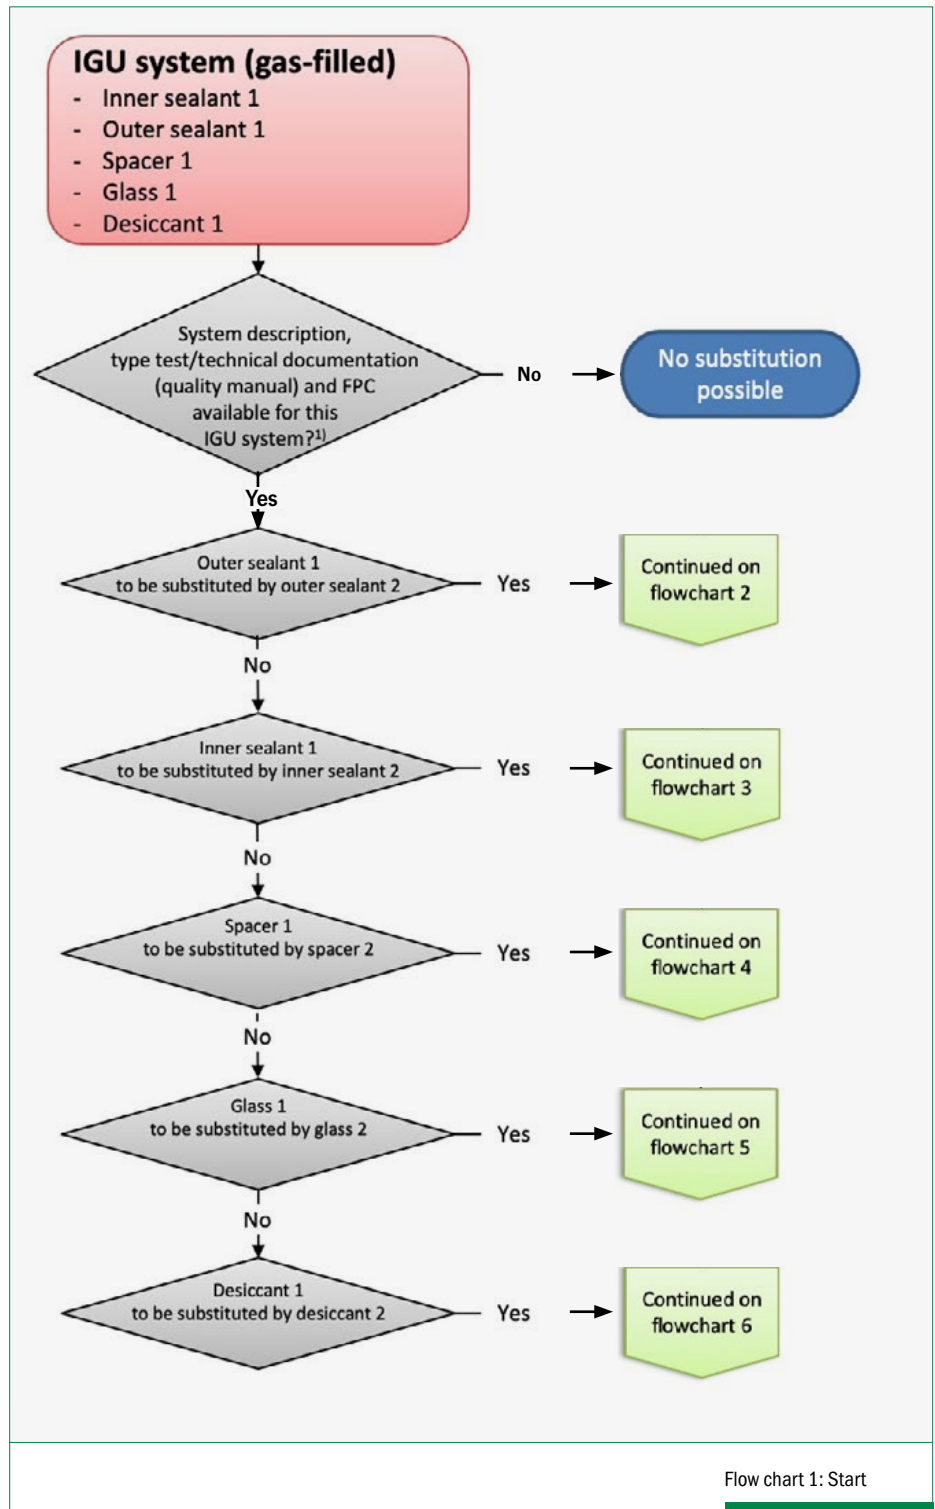 IGU system (gas-filled)
- Inner sealant 1
- Outer sealant 1
- Spacer 1
- Glass 1
- Desiccant 1
System description,
type test/technical documentation
(quality manual) and FPC
available for this
IGU system?1)
No
No substitution
possible
Yes
Outer sealant 1
to be substituted by outer sealant 2
Yes
Continued on
flowchart 2
No
Inner sealant 1
to be substituted by inner sealant 2
Yes
Continued on
flowchart 3
No
Spacer 1
to be substituted by spacer 2
Yes
Continued on
flowchart 4
No
Glass 1
to be substituted by glass 2
Yes
Continued on
flowchart 5
No
Desiccant 1
to be substituted by desiccant 2
Yes
Continued on
flowchart 6
Flow chart 1: Start